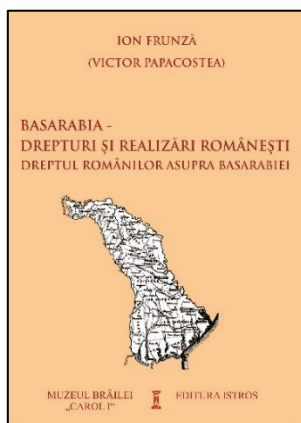 ION FRUNZĂ
(VICTOR PAPACOSTEA)
BASARABIA -
DREPTURI ȘI REALIZĂRI ROMÂNEȘTI
DREPTUL ROMÂNILOR ASUPRA BASARABIEI
MUZEUL BRĂILEI
„CAROL I”
EDITURA ISTROS